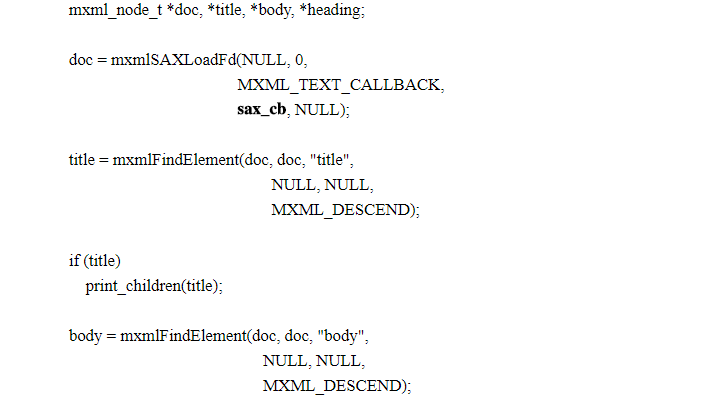 mxml_node_t *doc, *title, *body, *heading;
doc = mxmlSAXLoadFd(NULL, 0,
MXML_TEXT_CALLBACK,
sax_cb, NULL);
title = mxmlFindElement(doc, doc, "title",
NULL, NULL,
MXML_DESCEND);
if (title)
print_children(title);
body = mxmlFindElement(doc, doc, "body",
NULL, NULL,
MXML_DESCEND);